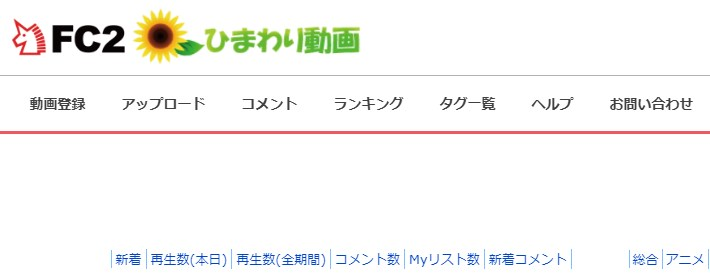 FC2 ひまわり動画
動画登録 アップロード コメント ランキング タグ一覧 ヘルプ お問い合わせ
新着 再生数(本日) 再生数(全期間) コメント数 Myリスト数 新着コメント 総合 アニメ